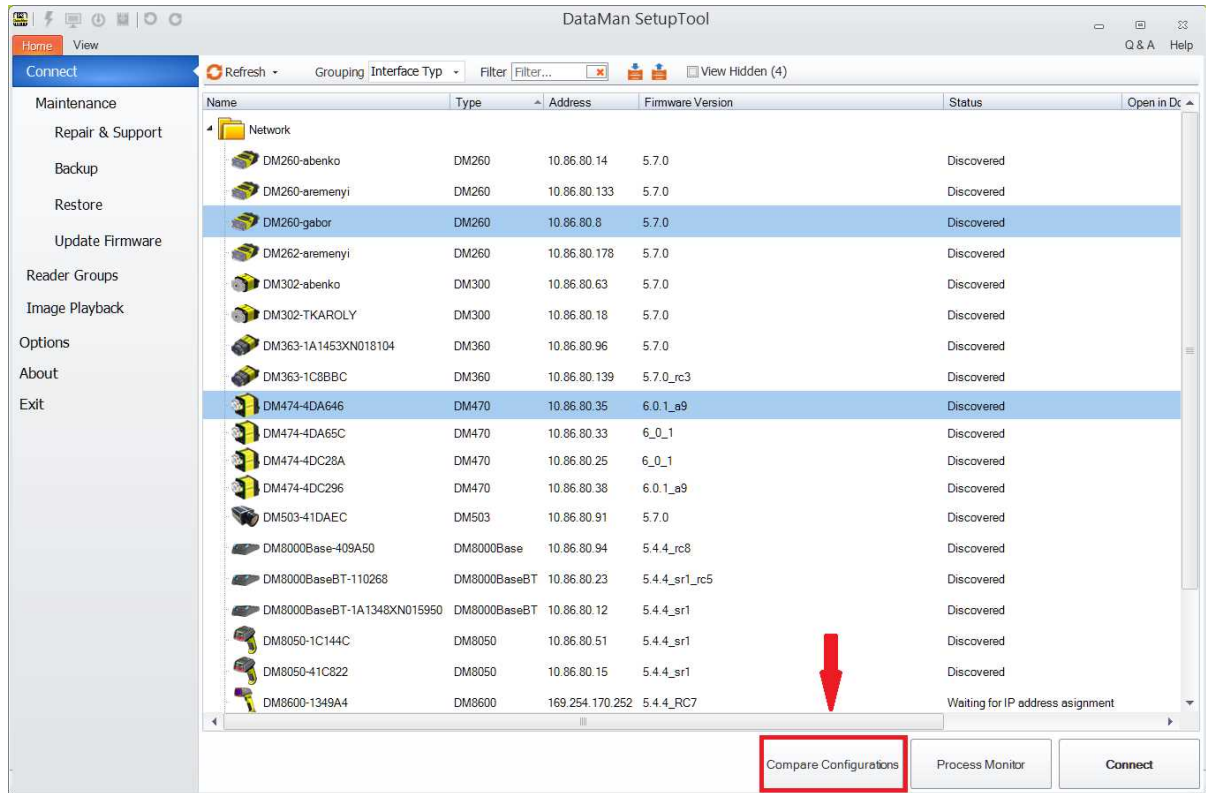 DataMan SetupTool
Home View Q & A Help
Connect
Maintenance
Repair & Support
Backup
Restore
Update Firmware
Reader Groups
Image Playback
Options
About
Exit
Refresh Grouping Interface Typ Filter Filter... View Hidden (4)
Name Type Address Firmware Version Status Open in Dc
Network
DM260-abenko DM260 10.86.80.14 5.7.0 Discovered
DM260-aremenyi DM260 10.86.80.133 5.7.0 Discovered
DM260-gabor DM260 10.86.80.8 5.7.0 Discovered
DM262-aremenyi DM260 10.86.80.178 5.7.0 Discovered
DM302-abenko DM300 10.86.80.63 5.7.0 Discovered
DM302-TKAROLY DM300 10.86.80.18 5.7.0 Discovered
DM363-1A1453XN018104 DM360 10.86.80.96 5.7.0 Discovered
DM363-1C8BBC DM360 10.86.80.139 5.7.0_rc3 Discovered
DM474-4DA646 DM470 10.86.80.35 6.0.1_a9 Discovered
DM474-4DA65C DM470 10.86.80.33 6_0_1 Discovered
DM474-4DC28A DM470 10.86.80.25 6_0_1 Discovered
DM474-4DC296 DM470 10.86.80.38 6.0.1_a9 Discovered
DM503-41DAEC DM503 10.86.80.91 5.7.0 Discovered
DM8000Base-409A50 DM8000Base 10.86.80.94 5.4.4_rc8 Discovered
DM8000BaseBT-110268 DM8000BaseBT 10.86.80.23 5.4.4_sr1_rc5 Discovered
DM8000BaseBT-1A1348XN015950 DM8000BaseBT 10.86.80.12 5.4.4_sr1 Discovered
DM8050-1C144C DM8050 10.86.80.51 5.4.4_sr1 Discovered
DM8050-41C822 DM8050 10.86.80.15 5.4.4_sr1 Discovered
DM8600-1349A4 DM8600 169.254.170.252 5.4.4_RC7 Waiting for IP address asignment
Compare Configurations Process Monitor Connect